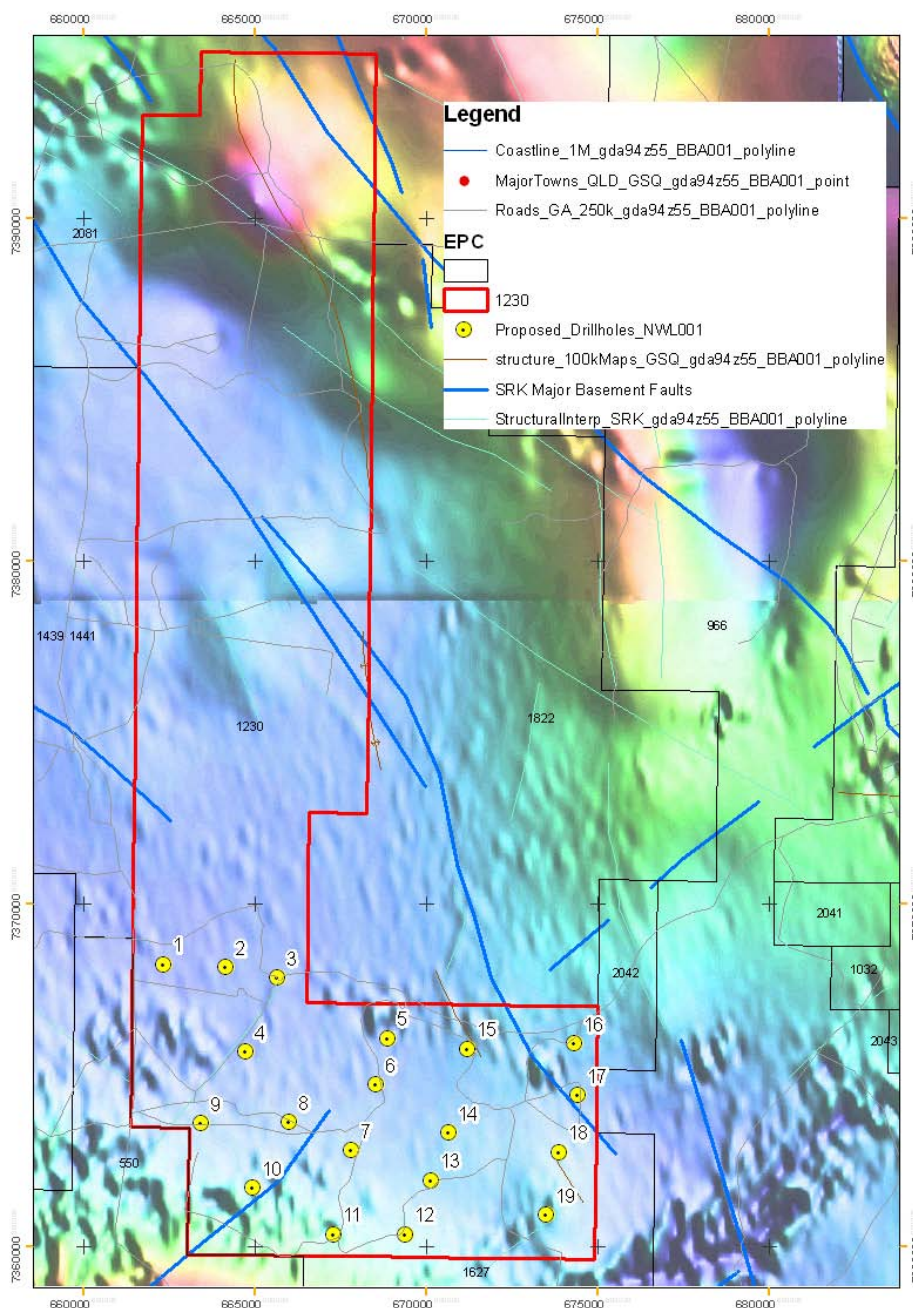 660000 665000 670000 675000 680000
Legend
Coastline_1M_gda94z55_BBA001_polyline
MajorTowns_QLD_GSQ_gda94z55_BBA001_point
Roads_GA_250k_gda94z55_BBA001_polyline
EPC
1230
Proposed_Drillholes_NWL001
structure_100kMaps_GSQ_gda94z55_BBA001_polyline
SRK Major Basement Faults
StructuralInterp_SRK_gda94z55_BBA001_polyline
7390000
2081
7380000
1439 1441
966
1230
1822
7370000
2041
1 2 3
2042
1032
4 5 15 16
2043
6 17
9 8 14 18
7
550
10 13
11 12 19
7360000
1627
660000 665000 670000 675000 680000